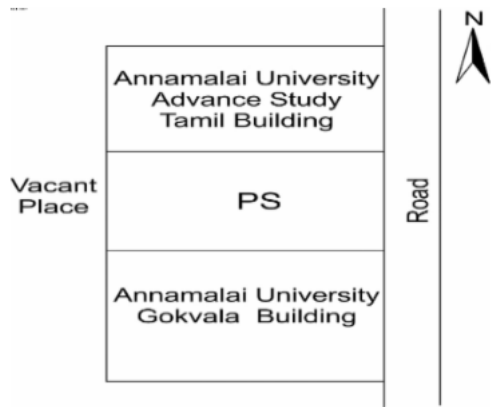 N
Annamalai University
Advance Study
Tamil Building
Vacant
Place
PS
Road
Annamalai University
Gokvala Building